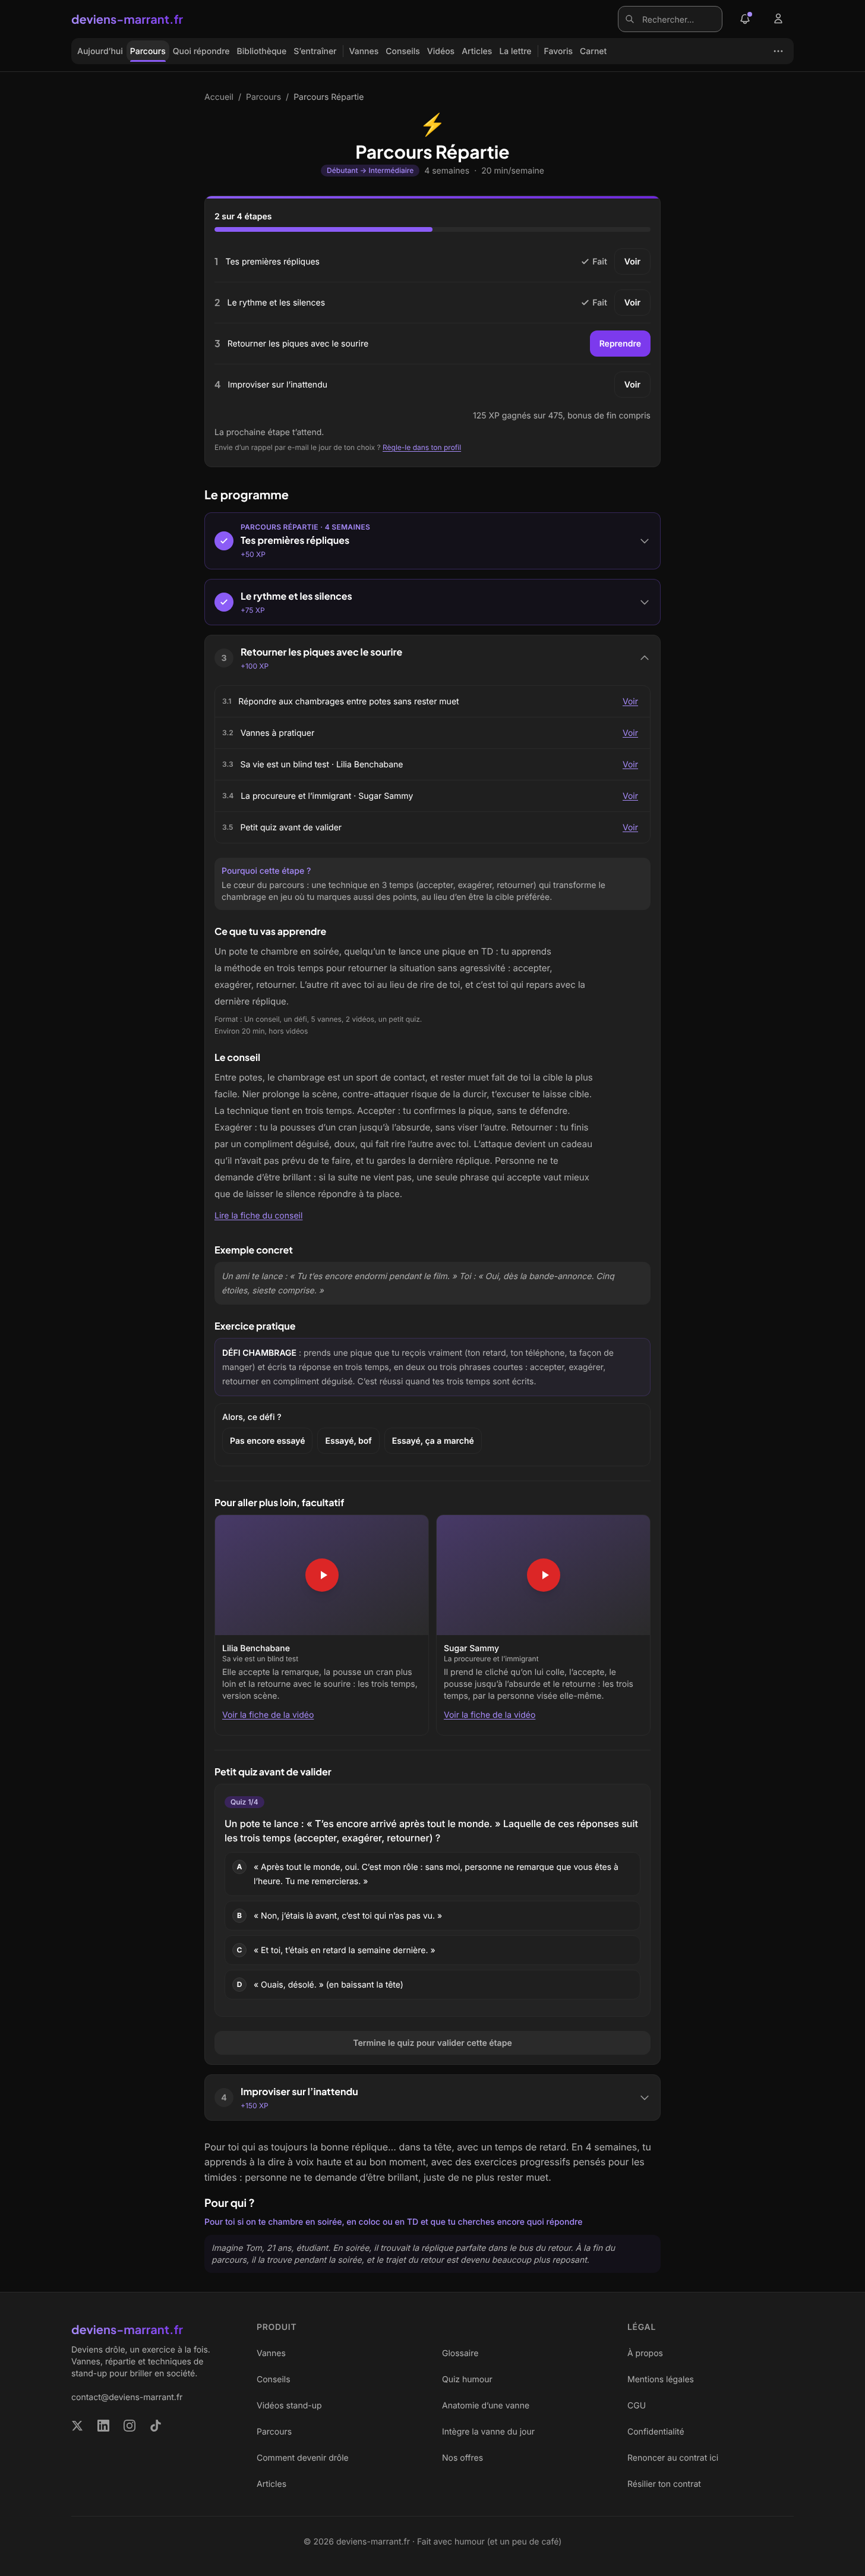 deviens-marrant.fr
Rechercher...
Aujourd’hui Parcours Quoi répondre Bibliothèque S’entraîner Vannes Conseils Vidéos Articles La lettre Favoris Carnet
Accueil / Parcours / Parcours Répartie
Parcours Répartie
Débutant → Intermédiaire 4 semaines · 20 min/semaine
2 sur 4 étapes
1 Tes premières répliques Fait Voir
2 Le rythme et les silences Fait Voir
3 Retourner les piques avec le sourire Reprendre
4 Improviser sur l’inattendu Voir
125 XP gagnés sur 475, bonus de fin compris
La prochaine étape t’attend.
Envie d’un rappel par e-mail le jour de ton choix ? Règle-le dans ton profil
Le programme
PARCOURS RÉPARTIE · 4 SEMAINES
Tes premières répliques
+50 XP
Le rythme et les silences
+75 XP
3 Retourner les piques avec le sourire
+100 XP
3.1 Répondre aux chambrages entre potes sans rester muet Voir
3.2 Vannes à pratiquer Voir
3.3 Sa vie est un blind test · Lilia Benchabane Voir
3.4 La procureure et l’immigrant · Sugar Sammy Voir
3.5 Petit quiz avant de valider Voir
Pourquoi cette étape ?
Le cœur du parcours : une technique en 3 temps (accepter, exagérer, retourner) qui transforme le
chambrage en jeu où tu marques aussi des points, au lieu d’en être la cible préférée.
Ce que tu vas apprendre
Un pote te chambre en soirée, quelqu’un te lance une pique en TD : tu apprends
la méthode en trois temps pour retourner la situation sans agressivité : accepter,
exagérer, retourner. L’autre rit avec toi au lieu de rire de toi, et c’est toi qui repars avec la
dernière réplique.
Format : Un conseil, un défi, 5 vannes, 2 vidéos, un petit quiz.
Environ 20 min, hors vidéos
Le conseil
Entre potes, le chambrage est un sport de contact, et rester muet fait de toi la cible la plus
facile. Nier prolonge la scène, contre-attaquer risque de la durcir, t’excuser te laisse cible.
La technique tient en trois temps. Accepter : tu confirmes la pique, sans te défendre.
Exagérer : tu la pousses d’un cran jusqu’à l’absurde, sans viser l’autre. Retourner : tu finis
par un compliment déguisé, doux, qui fait rire l’autre avec toi. L’attaque devient un cadeau
qu’il n’avait pas prévu de te faire, et tu gardes la dernière réplique. Personne ne te
demande d’être brillant : si la suite ne vient pas, une seule phrase qui accepte vaut mieux
que de laisser le silence répondre à ta place.
Lire la fiche du conseil
Exemple concret
Un ami te lance : « Tu t’es encore endormi pendant le film. » Toi : « Oui, dès la bande-annonce. Cinq
étoiles, sieste comprise. »
Exercice pratique
DÉFI CHAMBRAGE : prends une pique que tu reçois vraiment (ton retard, ton téléphone, ta façon de
manger) et écris ta réponse en trois temps, en deux ou trois phrases courtes : accepter, exagérer,
retourner en compliment déguisé. C’est réussi quand tes trois temps sont écrits.
Alors, ce défi ?
Pas encore essayé Essayé, bof Essayé, ça a marché
Pour aller plus loin, facultatif
Lilia Benchabane
Sa vie est un blind test
Elle accepte la remarque, la pousse un cran plus
loin et la retourne avec le sourire : les trois temps,
version scène.
Voir la fiche de la vidéo
Sugar Sammy
La procureure et l’immigrant
Il prend le cliché qu’on lui colle, l’accepte, le
pousse jusqu’à l’absurde et le retourne : les trois
temps, par la personne visée elle-même.
Voir la fiche de la vidéo
Petit quiz avant de valider
Quiz 1/4
Un pote te lance : « T’es encore arrivé après tout le monde. » Laquelle de ces réponses suit
les trois temps (accepter, exagérer, retourner) ?
A « Après tout le monde, oui. C’est mon rôle : sans moi, personne ne remarque que vous êtes à
l’heure. Tu me remercieras. »
B « Non, j’étais là avant, c’est toi qui n’as pas vu. »
C « Et toi, t’étais en retard la semaine dernière. »
D « Ouais, désolé. » (en baissant la tête)
Termine le quiz pour valider cette étape
4 Improviser sur l’inattendu
+150 XP
Pour toi qui as toujours la bonne réplique… dans ta tête, avec un temps de retard. En 4 semaines, tu
apprends à la dire à voix haute et au bon moment, avec des exercices progressifs pensés pour les
timides : personne ne te demande d’être brillant, juste de ne plus rester muet.
Pour qui ?
Pour toi si on te chambre en soirée, en coloc ou en TD et que tu cherches encore quoi répondre
Imagine Tom, 21 ans, étudiant. En soirée, il trouvait la réplique parfaite dans le bus du retour. À la fin du
parcours, il la trouve pendant la soirée, et le trajet du retour est devenu beaucoup plus reposant.
deviens-marrant.fr
Deviens drôle, un exercice à la fois.
Vannes, répartie et techniques de
stand-up pour briller en société.
contact@deviens-marrant.fr
PRODUIT
Vannes
Conseils
Vidéos stand-up
Parcours
Comment devenir drôle
Articles
Glossaire
Quiz humour
Anatomie d’une vanne
Intègre la vanne du jour
Nos offres
LÉGAL
À propos
Mentions légales
CGU
Confidentialité
Renoncer au contrat ici
Résilier ton contrat
© 2026 deviens-marrant.fr · Fait avec humour (et un peu de café)